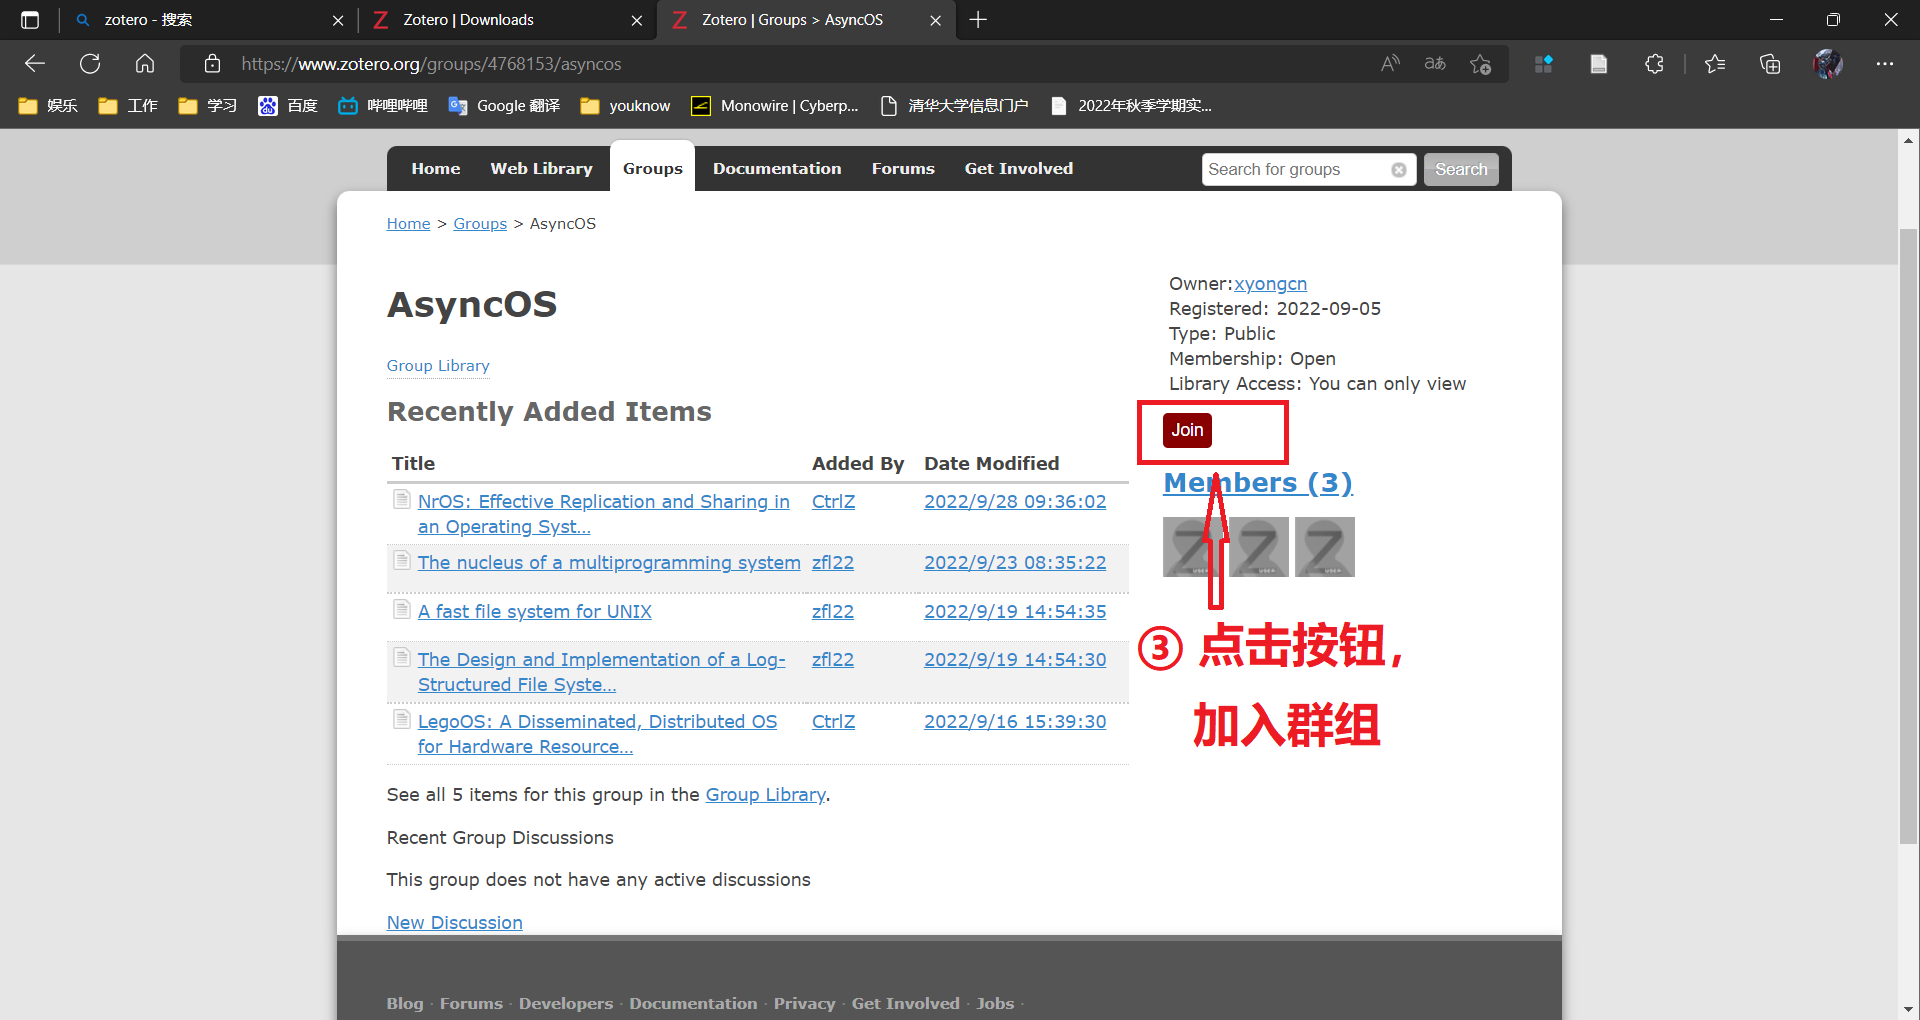 zotero - 搜索
Zotero | Downloads
Zotero | Groups > AsyncOS
https://www.zotero.org/groups/4768153/asyncos
娱乐
工作
学习
百度
哔哩哔哩
Google 翻译
youknow
Monowire | Cyberp...
清华大学信息门户
2022年秋季学期实...
Home
Web Library
Groups
Documentation
Forums
Get Involved
Search for groups
Search
Home > Groups > AsyncOS
AsyncOS
Group Library
Recently Added Items
Title Added By Date Modified
NrOS: Effective Replication and Sharing in
an Operating Syst...
CtrlZ
2022/9/28 09:36:02
The nucleus of a multiprogramming system
zfl22
2022/9/23 08:35:22
A fast file system for UNIX
zfl22
2022/9/19 14:54:35
The Design and Implementation of a Log-
Structured File Syste...
zfl22
2022/9/19 14:54:30
LegoOS: A Disseminated, Distributed OS
for Hardware Resource...
CtrlZ
2022/9/16 15:39:30
See all 5 items for this group in the Group Library.
Recent Group Discussions
This group does not have any active discussions
New Discussion
Owner:xyongcn
Registered: 2022-09-05
Type: Public
Membership: Open
Library Access: You can only view
Join
Members (3)
③ 点击按钮,
加入群组
Blog · Forums · Developers · Documentation · Privacy · Get Involved · Jobs ·